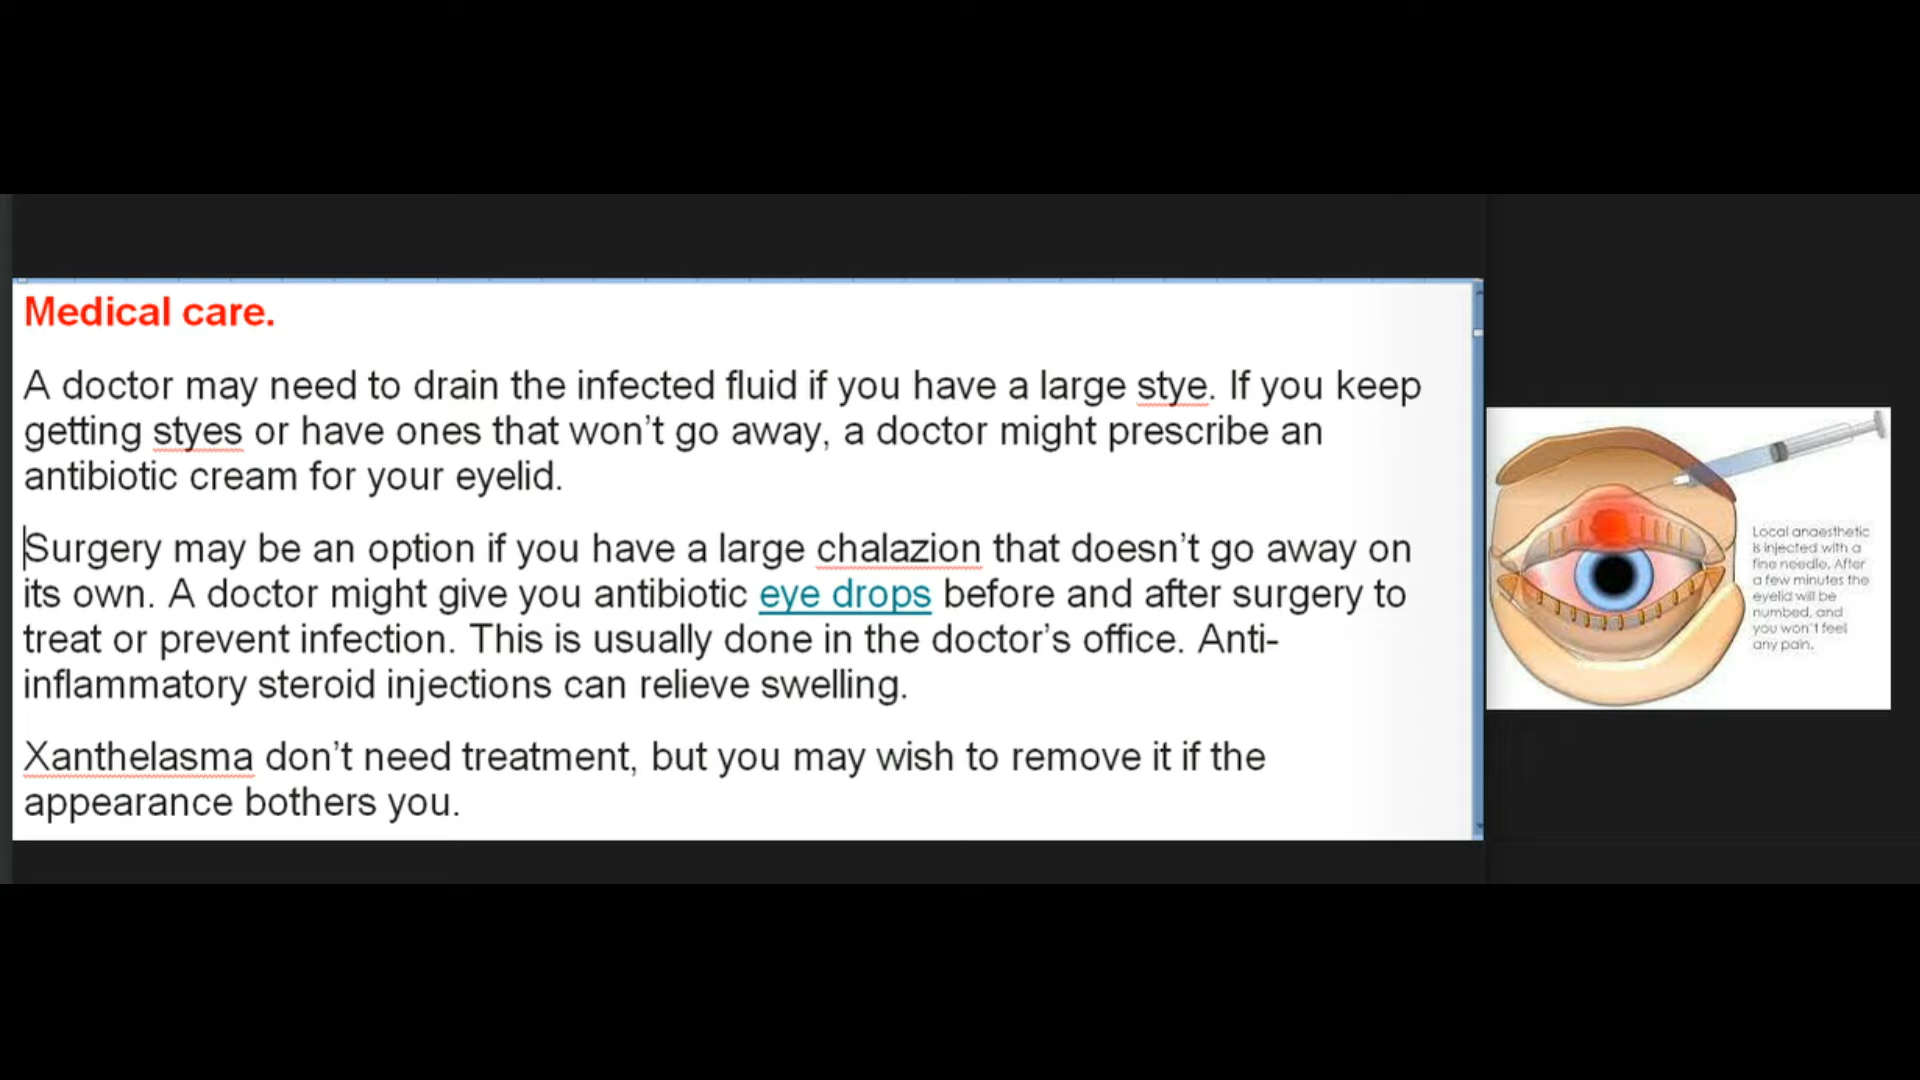 Medical care.
A doctor may need to drain the infected fluid if you have a large stye. If you keep
getting styes or have ones that won’t go away, a doctor might prescribe an
antibiotic cream for your eyelid.
Surgery may be an option if you have a large chalazion that doesn’t go away on
its own. A doctor might give you antibiotic eye drops before and after surgery to
treat or prevent infection. This is usually done in the doctor’s office. Anti-
inflammatory steroid injections can relieve swelling.
Xanthelasma don’t need treatment, but you may wish to remove it if the
appearance bothers you.
Local anaesthetic
is injected with a
fine needle. After
a few minutes the
eyelid will be
numbed, and
you won't feel
any pain.